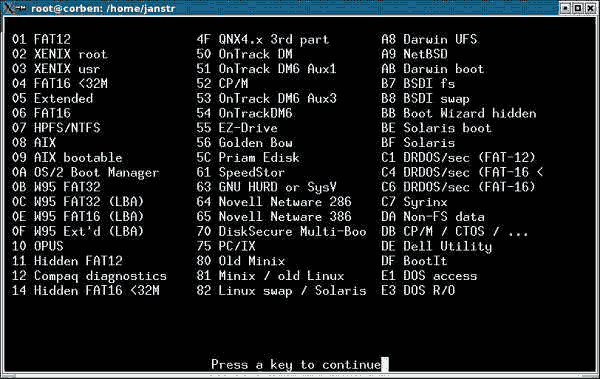 root@corben: /home/janstr
01 FAT12 4F QNX4.x 3rd part A8 Darwin UFS
02 XENIX root 50 OnTrack DM A9 NetBSD
03 XENIX usr 51 OnTrack DM6 Aux1 AB Darwin boot
04 FAT16 <32M 52 CP/M B7 BSDI fs
05 Extended 53 OnTrack DM6 Aux3 B8 BSDI swap
06 FAT16 54 OnTrackDM6 BB Boot Wizard hidden
07 HPFS/NTFS 55 EZ-Drive BE Solaris boot
08 AIX 56 Golden Bow BF Solaris
09 AIX bootable 5C Priam Edisk C1 DRDOS/sec (FAT-12)
0A OS/2 Boot Manager 61 SpeedStor C4 DRDOS/sec (FAT-16 <
0B W95 FAT32 63 GNU HURD or SysV C6 DRDOS/sec (FAT-16)
0C W95 FAT32 (LBA) 64 Novell Netware 286 C7 Syrinx
0E W95 FAT16 (LBA) 65 Novell Netware 386 DA Non-FS data
0F W95 Ext'd (LBA) 70 DiskSecure Multi-Boo DB CP/M / CTOS / ...
10 OPUS 75 PC/IX DE Dell Utility
11 Hidden FAT12 80 Old Minix DF BootIt
12 Compaq diagnostics 81 Minix / old Linux E1 DOS access
14 Hidden FAT16 <32M 82 Linux swap / Solaris E3 DOS R/O
Press a key to continue